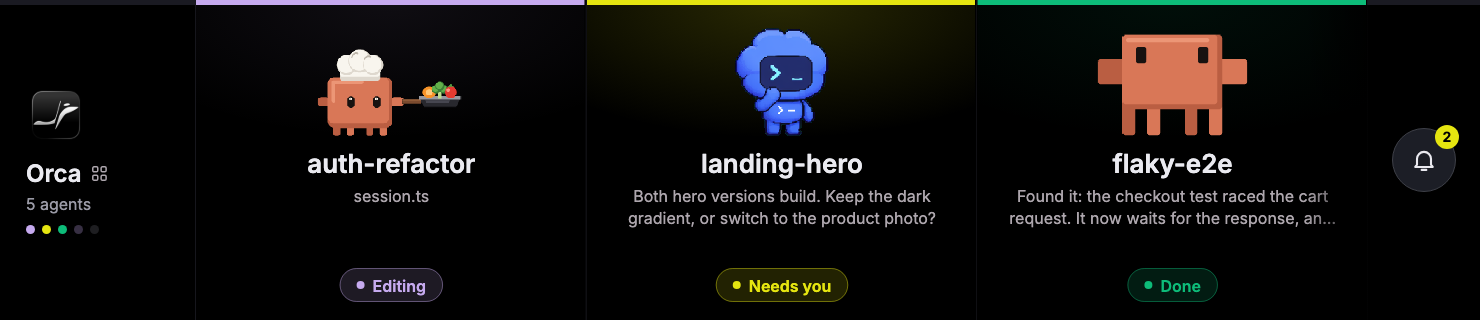 Orca
5 agents
auth-refactor
session.ts
Editing
landing-hero
Both hero versions build. Keep the dark
gradient, or switch to the product photo?
Needs you
flaky-e2e
Found it: the checkout test raced the cart
request. It now waits for the response, an...
Done
2